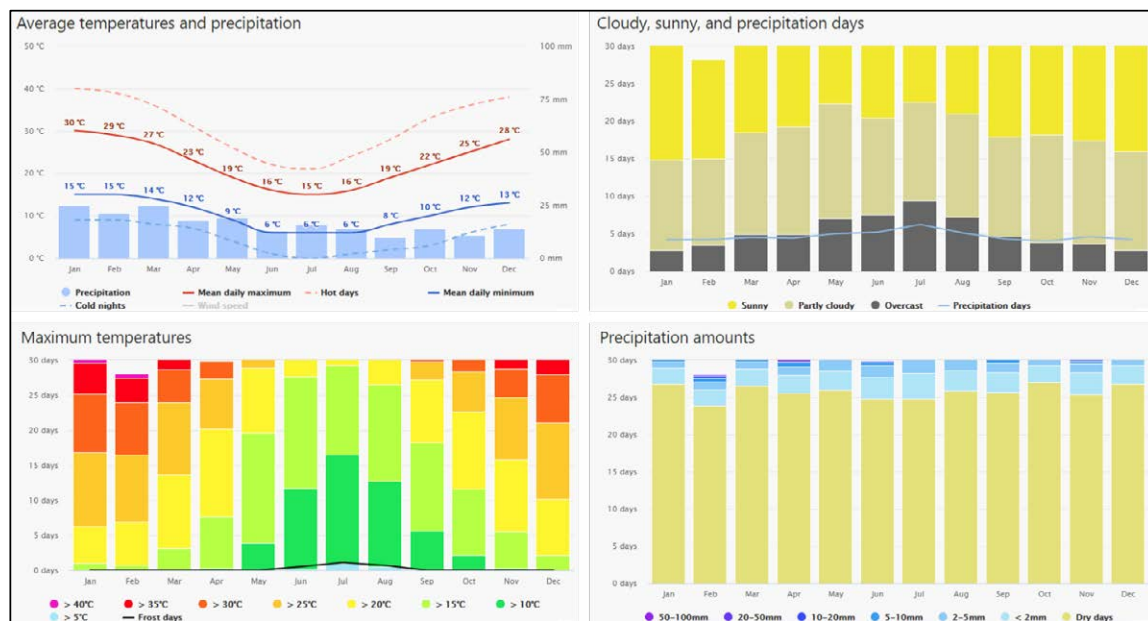 Average temperatures and precipitation
50 °C
100 mm
40 °C
75 mm
30 °C
50 mm
20 °C
25 mm
10 °C
0 °C
0 mm
30 °C 29 °C 27 °C 23 °C 19 °C 16 °C 15 °C 16 °C 19 °C 22 °C 25 °C 28 °C
15 °C 15 °C 14 °C 12 °C 9 °C 6 °C 6 °C 6 °C 8 °C 10 °C 12 °C 13 °C
Jan Feb Mar Apr May Jun Jul Aug Sep Oct Nov Dec
Precipitation Mean daily maximum Hot days Mean daily minimum
Cold nights Wind speed
Cloudy, sunny, and precipitation days
30 days
25 days
20 days
15 days
10 days
5 days
0 days
Jan Feb Mar Apr May Jun Jul Aug Sep Oct Nov Dec
Sunny Partly cloudy Overcast Precipitation days
Maximum temperatures
30 days
25 days
20 days
15 days
10 days
5 days
0 days
Jan Feb Mar Apr May Jun Jul Aug Sep Oct Nov Dec
> 40°C > 35°C > 30°C > 25°C > 20°C > 15°C > 10°C
> 5°C Frost days
Precipitation amounts
30 days
25 days
20 days
15 days
10 days
5 days
0 days
Jan Feb Mar Apr May Jun Jul Aug Sep Oct Nov Dec
50-100mm 20-50mm 10-20mm 5-10mm 2-5mm < 2mm Dry days